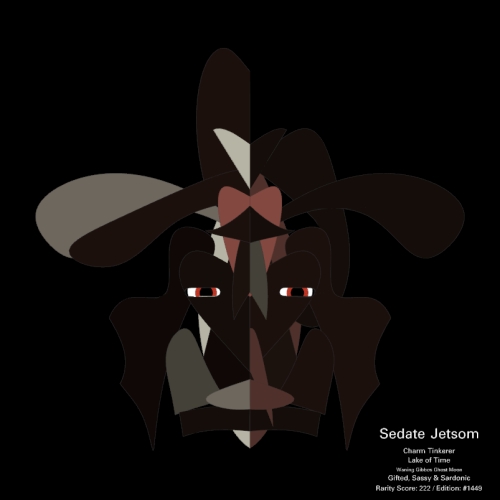 Sedate Jetsom
Charm Tinkerer
Lake of Time
Waning Gibbon Ghost Moon
Gifted, Sassy & Sardonic
Rarity Score: 222 / Edition: #1449